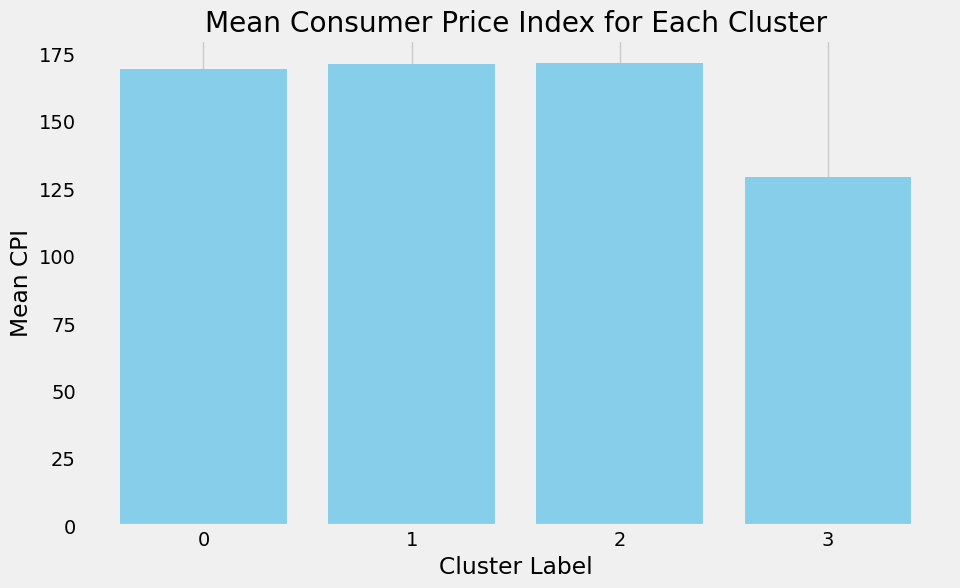 Mean Consumer Price Index for Each Cluster
175
150
125
100
75
50
25
0
Mean CPI
0 1 2 3
Cluster Label